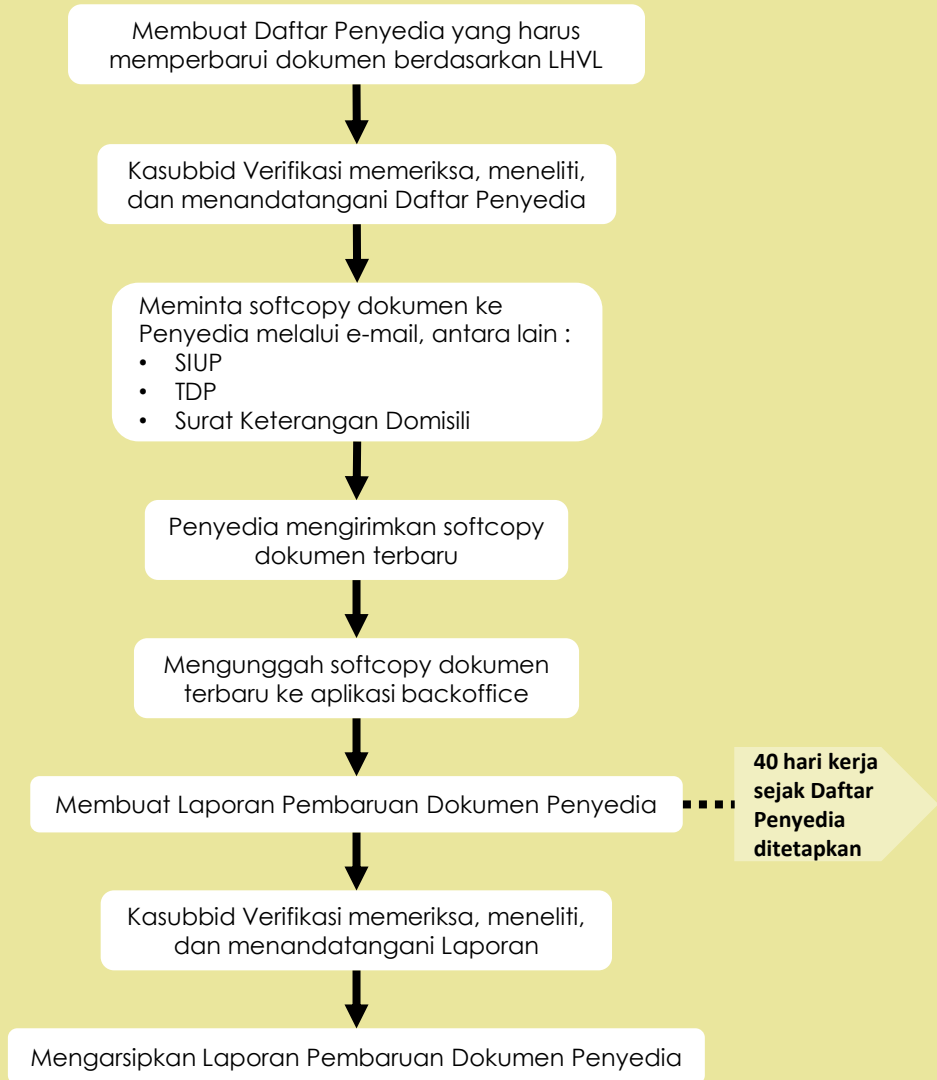 Membuat Daftar Penyedia yang harus
memperbarui dokumen berdasarkan LHVL
Kasubbid Verifikasi memeriksa, meneliti,
dan menandatangani Daftar Penyedia
Meminta softcopy dokumen ke
Penyedia melalui e-mail, antara lain :
• SIUP
• TDP
• Surat Keterangan Domisili
Penyedia mengirimkan softcopy
dokumen terbaru
Mengunggah softcopy dokumen
terbaru ke aplikasi backoffice
Membuat Laporan Pembaruan Dokumen Penyedia
40 hari kerja
sejak Daftar
Penyedia
ditetapkan
Kasubbid Verifikasi memeriksa, meneliti,
dan menandatangani Laporan
Mengarsipkan Laporan Pembaruan Dokumen Penyedia